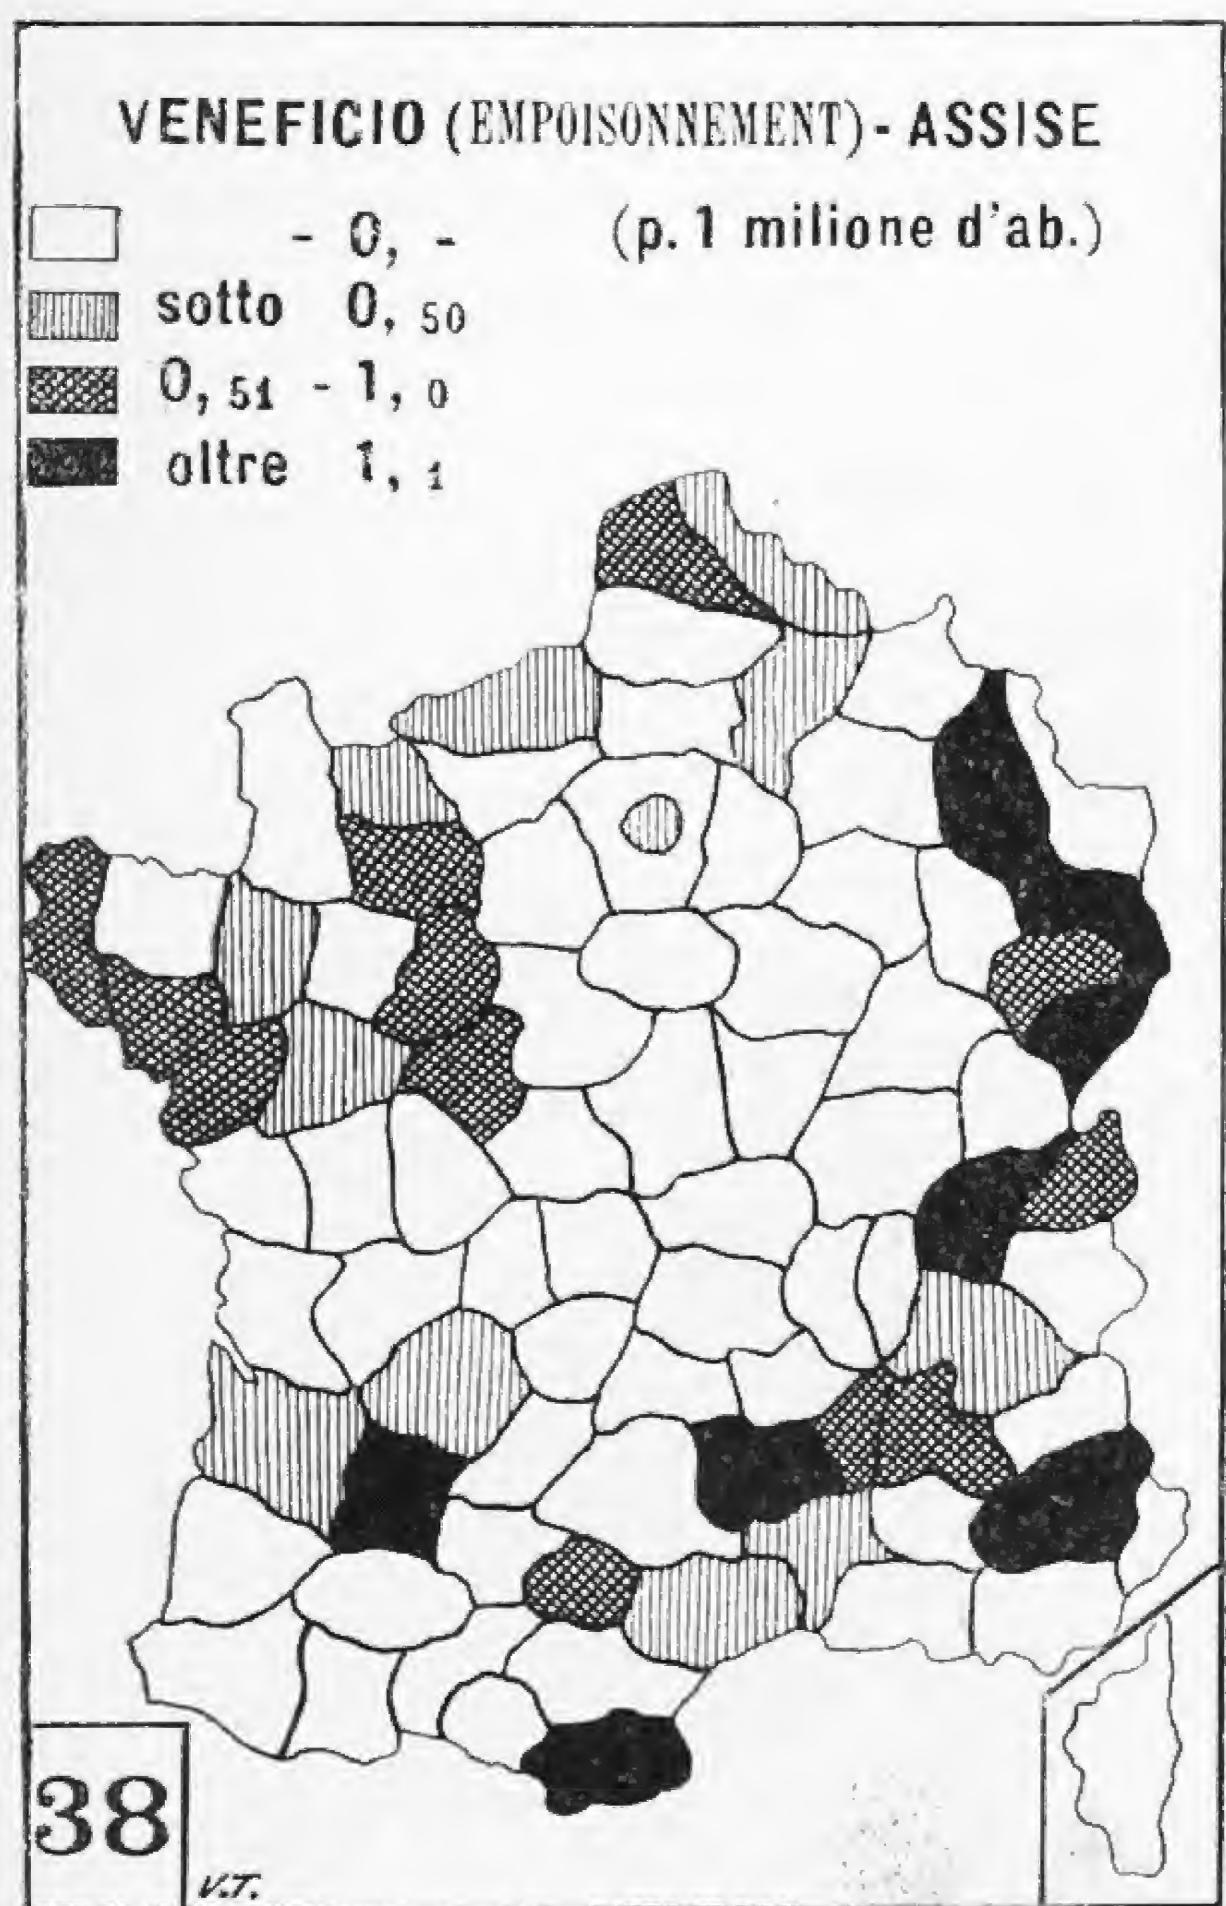 VENEFICIO (EMPOISONNEMENT) - ASSISE
- 0, - (p. 1 milione d'ab.)
sotto 0, 50
0, 51 - 1, 0
oltre 1, 1
38
V.T.